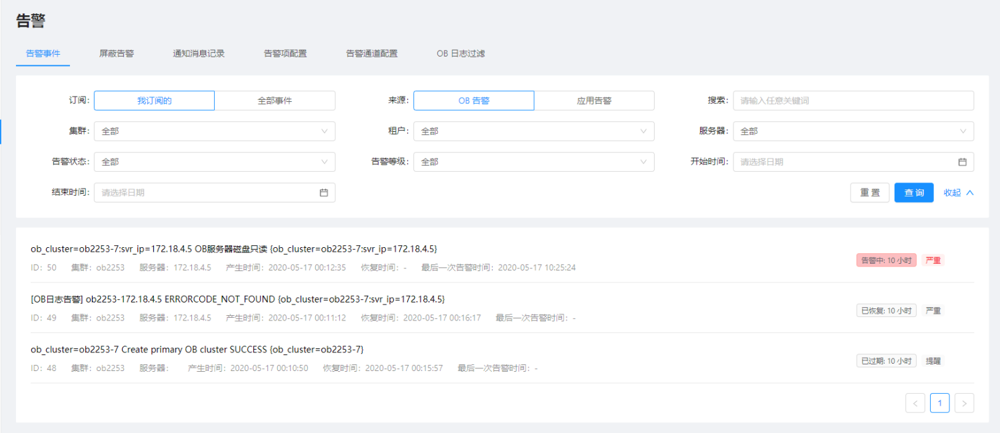 告警
告警事件 屏蔽告警 通知消息记录 告警项配置 告警通道配置 OB 日志过滤
订阅: 我订阅的 全部事件 来源: OB 告警 应用告警 搜索: 请输入任意关键词
集群: 全部 租户: 全部 服务器: 全部
告警状态: 全部 告警等级: 全部 开始时间: 请选择日期
结束时间: 请选择日期 重 置 查 询 收起
ob_cluster=ob2253-7:svr_ip=172.18.4.5 OB服务器磁盘只读 {ob_cluster=ob2253-7:svr_ip=172.18.4.5}
ID: 50 集群: ob2253 服务器: 172.18.4.5 产生时间: 2020-05-17 00:12:35 恢复时间: - 最后一次告警时间: 2020-05-17 10:25:24 告警中: 10 小时 严重
[OB日志告警] ob2253-172.18.4.5 ERRORCODE_NOT_FOUND {ob_cluster=ob2253-7:svr_ip=172.18.4.5}
ID: 49 集群: ob2253 服务器: 172.18.4.5 产生时间: 2020-05-17 00:11:12 恢复时间: 2020-05-17 00:16:17 最后一次告警时间: - 已恢复: 10 小时 严重
ob_cluster=ob2253-7 Create primary OB cluster SUCCESS {ob_cluster=ob2253-7}
ID: 48 集群: ob2253 服务器: 产生时间: 2020-05-17 00:10:50 恢复时间: 2020-05-17 00:15:57 最后一次告警时间: - 已过期: 10 小时 提醒
< 1 >